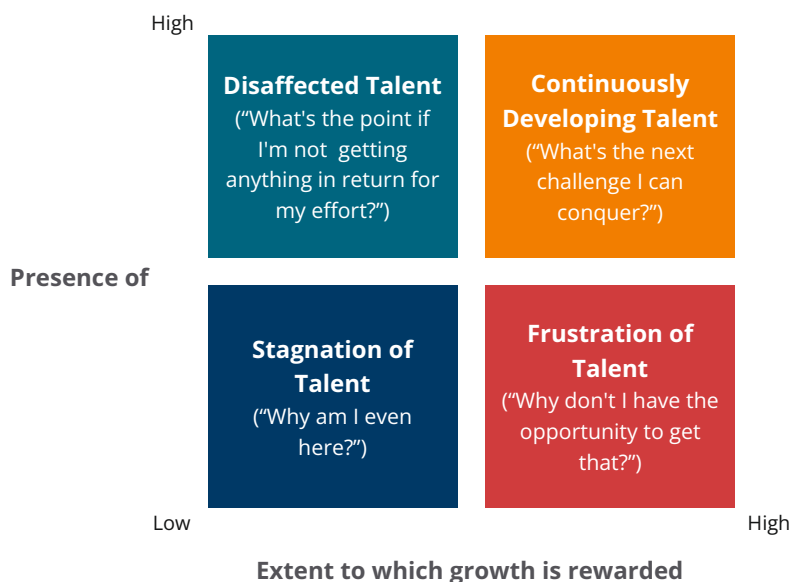 High
Disaffected Talent
(“What's the point if
I'm not  getting
anything in return for
my effort?”)
Continuously
Developing Talent
(“What's the next
challenge I can
conquer?”)
Presence of
Stagnation of
Talent
(“Why am I even
here?”)
Frustration of
Talent
(“Why don't I have the
opportunity to get
that?”)
Low
High
Extent to which growth is rewarded